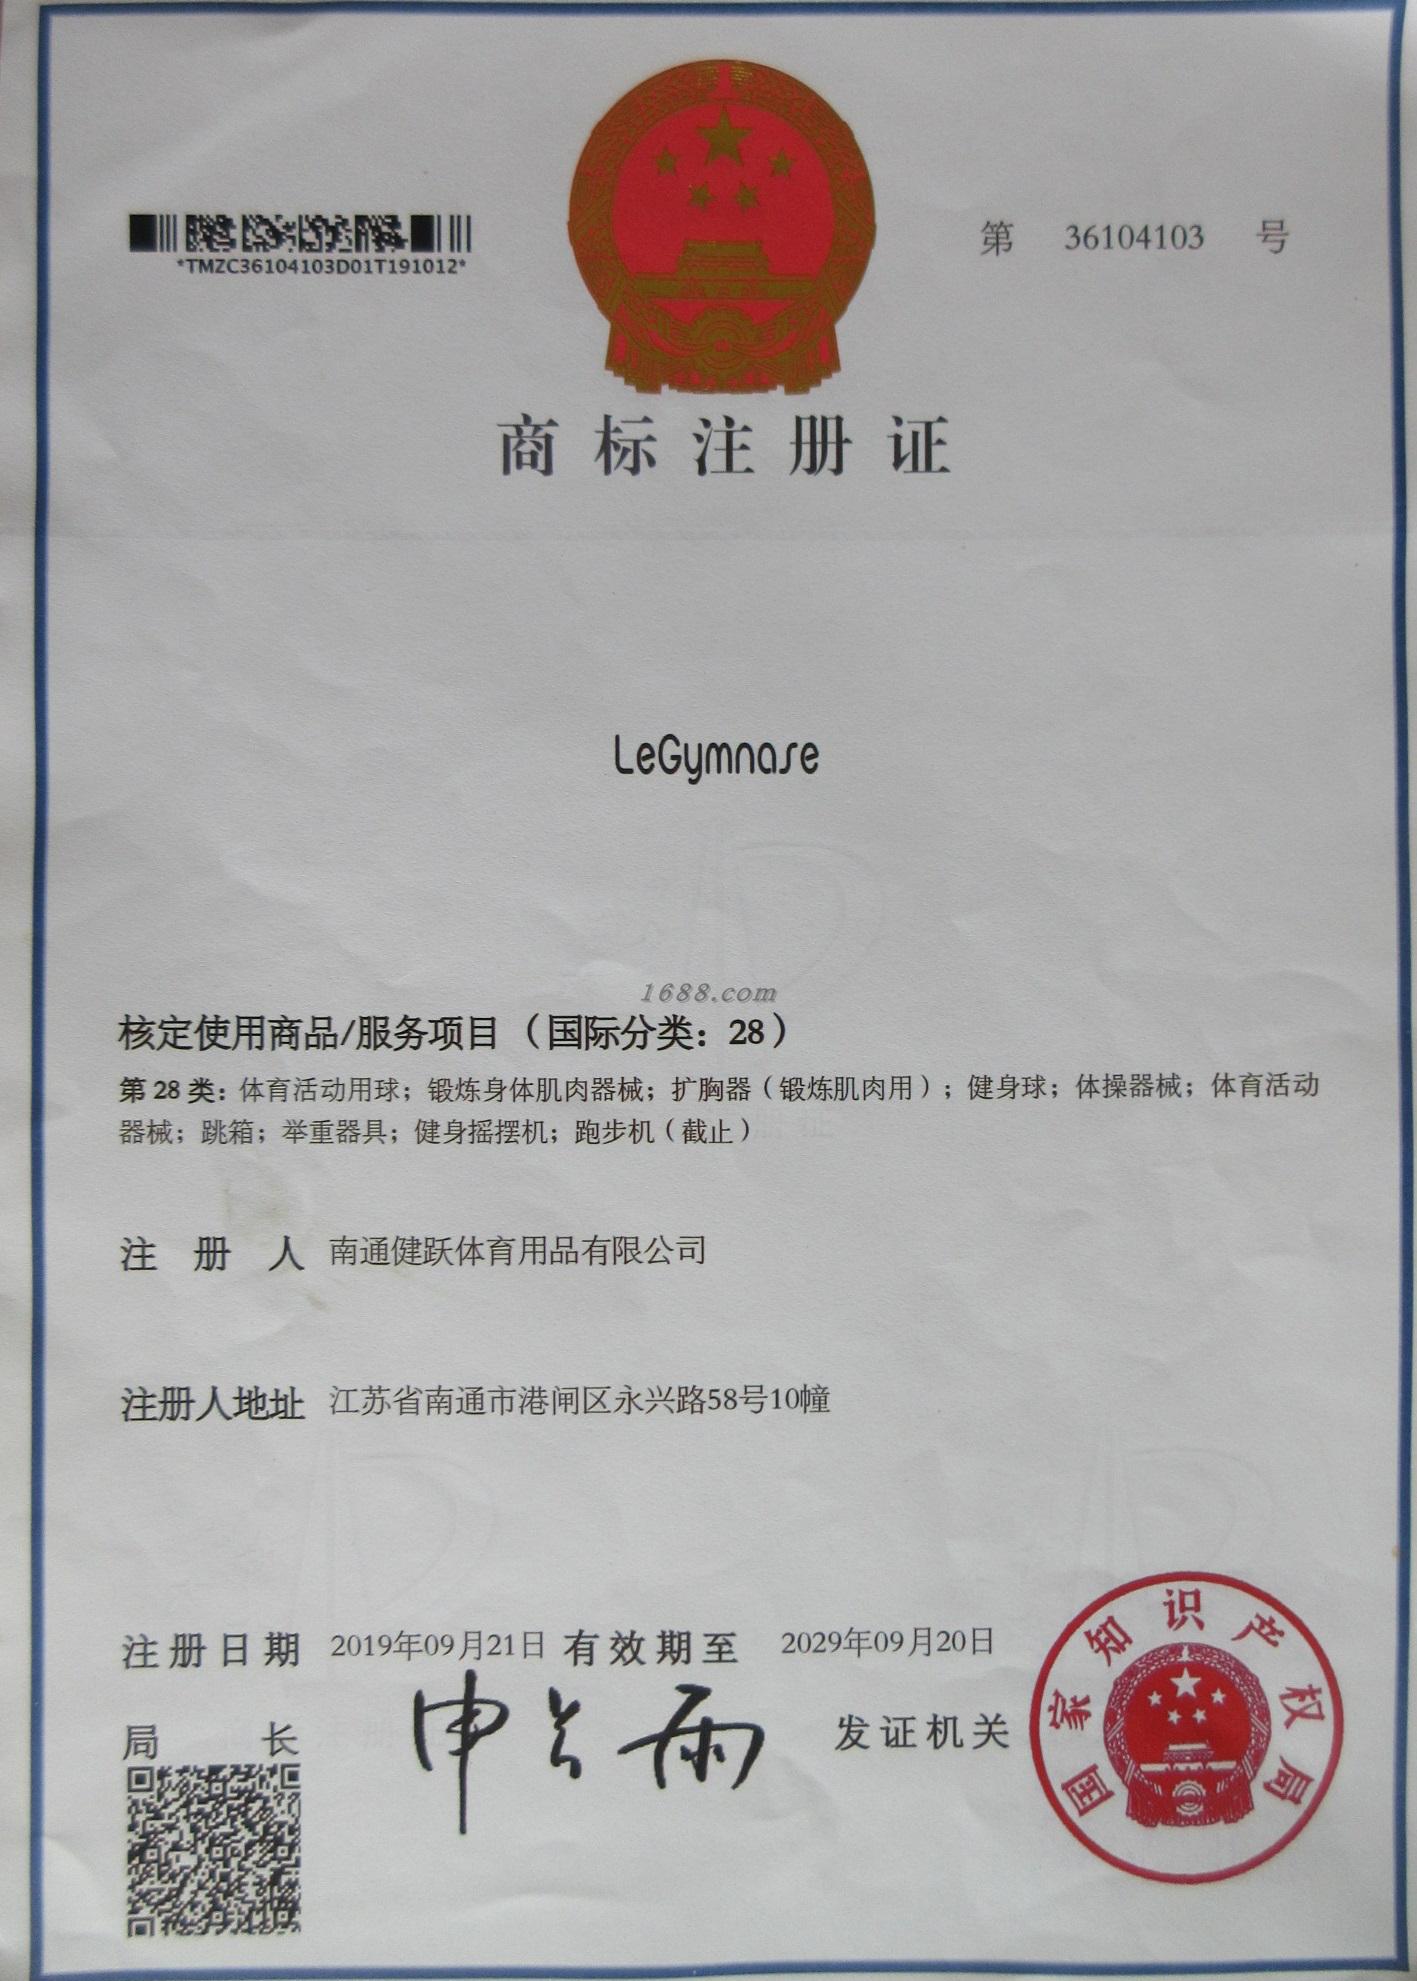 *TMZC36104103D01T191012*
第 36104103 号
商标注册证
LeGymnase
1688.com
核定使用商品/服务项目（国际分类：28）
第28类：体育活动用球；锻炼身体肌肉器械；扩胸器（锻炼肌肉用）；健身球；体操器械；体育活动
器械；跳箱；举重器具；健身摇摆机；跑步机（截止）
注册人 南通健跃体育用品有限公司
注册人地址 江苏省南通市港闸区永兴路58号10幢
注册日期 2019年09月21日 有效期至 2029年09月20日
局长 申长雨 发证机关
国家知识产权局